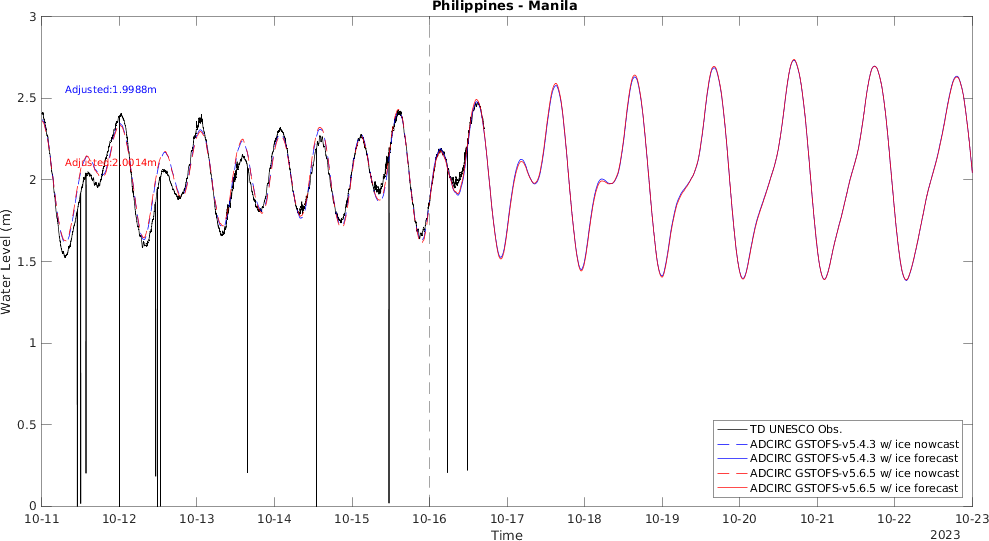 Philippines - Manila
3
2.5
2
1.5
1
0.5
0
Water Level (m)
Adjusted:1.9988m
Adjusted:2.0014m
TD UNESCO Obs.
ADCIRC GSTOFS-v5.4.3 w/ ice nowcast
ADCIRC GSTOFS-v5.4.3 w/ ice forecast
ADCIRC GSTOFS-v5.6.5 w/ ice nowcast
ADCIRC GSTOFS-v5.6.5 w/ ice forecast
10-11 10-12 10-13 10-14 10-15 10-16 10-17 10-18 10-19 10-20 10-21 10-22 10-23
Time
2023